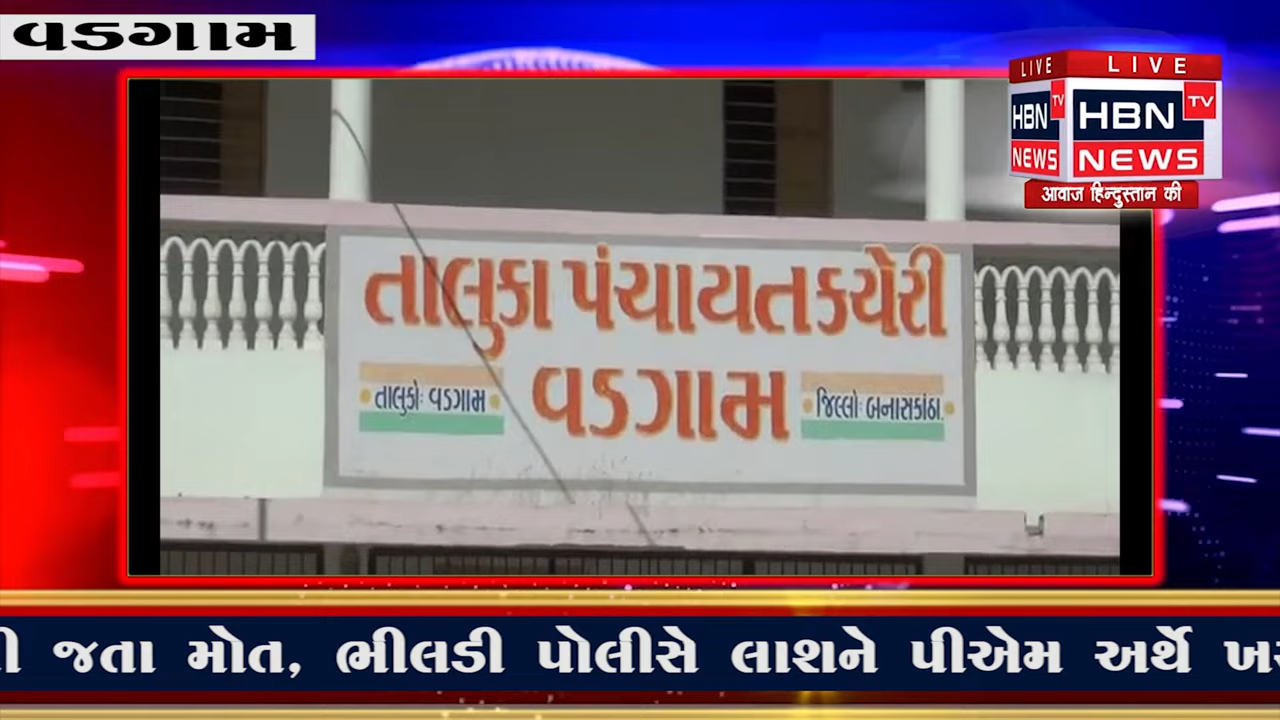 વડગામ
LIVE LIVE
HBN TV HBN TV
NEWS NEWS
आवाज हिन्दुस्तान की
તાલુકા પંચાયત કચેરી
તાલુકોઃ વડગામ વડગામ જિલ્લોઃ બનાસકાંઠા.
જતા મોત, ભીલડી પોલીસે લાશને પીએમ અર્થે